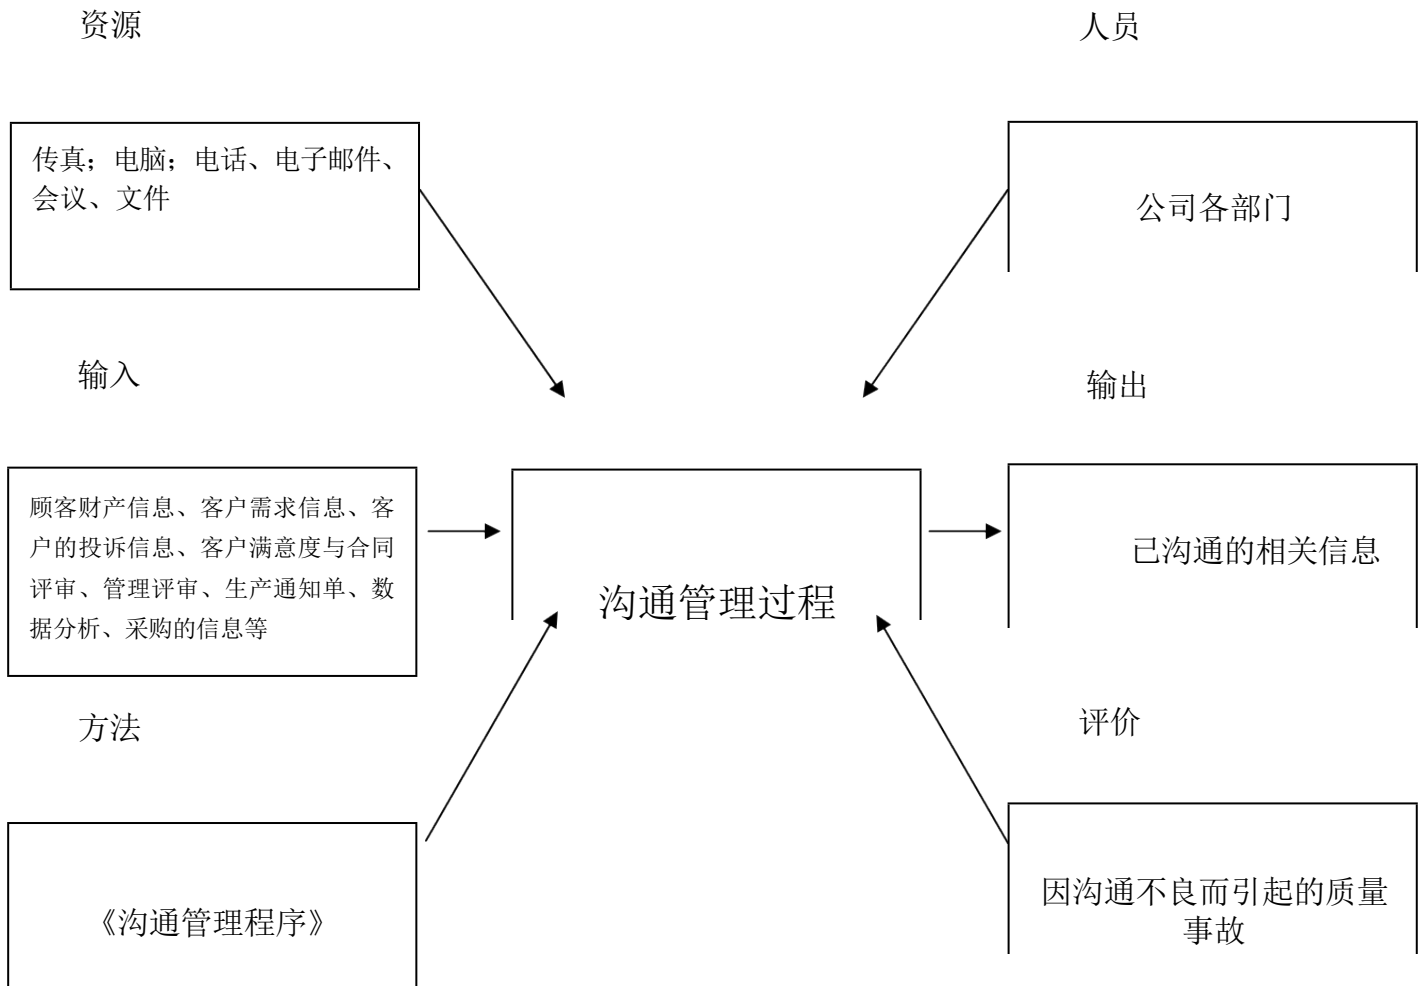 资源
人员
传真；电脑；电话、电子邮件、
会议、文件
公司各部门
输入
输出
顾客财产信息、客户需求信息、客
户的投诉信息、客户满意度与合同
评审、管理评审、生产通知单、数
据分析、采购的信息等
沟通管理过程
已沟通的相关信息
方法
评价
《沟通管理程序》
因沟通不良而引起的质量
事故